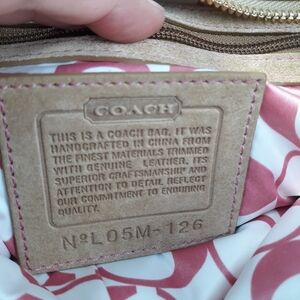 COACH
THIS IS A COACH BAG. IT WAS
HANDCRAFTED IN CHINA FROM
THE FINEST MATERIALS TRIMMED
WITH GENUINE LEATHER. ITS
SUPERIOR CRAFTSMANSHIP AND
ATTENTION TO DETAIL REFLECT
OUR COMMITMENT TO ENDURING
QUALITY.
Nº L05M-126